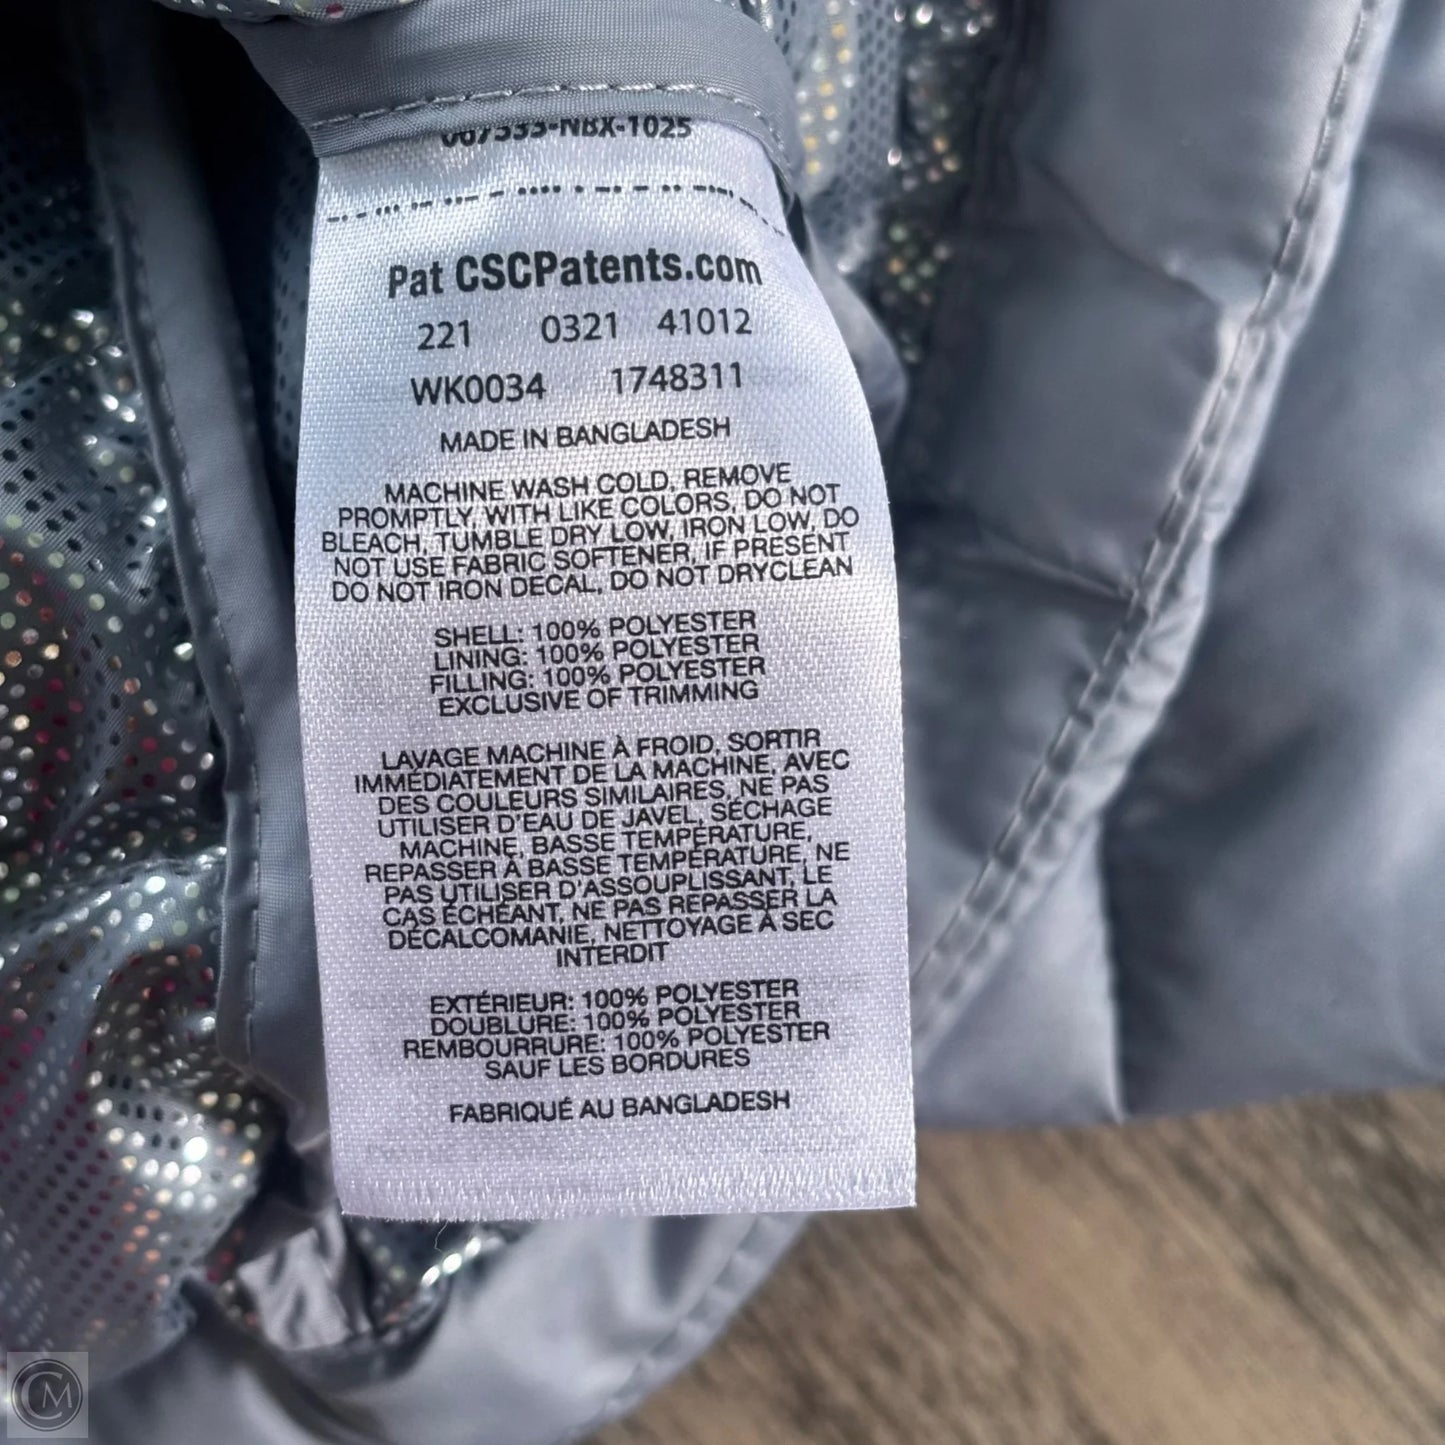 067333-NBX-1025
Pat CSCPatents.com
221 0321 41012
WK0034 1748311
MADE IN BANGLADESH
MACHINE WASH COLD, REMOVE
PROMPTLY, WITH LIKE COLORS, DO NOT
BLEACH, TUMBLE DRY LOW, IRON LOW, DO
NOT USE FABRIC SOFTENER, IF PRESENT
DO NOT IRON DECAL, DO NOT DRYCLEAN
SHELL: 100% POLYESTER
LINING: 100% POLYESTER
FILLING: 100% POLYESTER
EXCLUSIVE OF TRIMMING
LAVAGE MACHINE À FROID, SORTIR
IMMÉDIATEMENT DE LA MACHINE, AVEC
DES COULEURS SIMILAIRES, NE PAS
UTILISER D'EAU DE JAVEL, SÉCHAGE
MACHINE, BASSE TEMPÉRATURE,
REPASSER À BASSE TEMPÉRATURE, NE
PAS UTILISER D'ASSOUPLISSANT, LE
CAS ÉCHÉANT, NE PAS REPASSER LA
DÉCALCOMANIE, NETTOYAGE À SEC
INTERDIT
EXTÉRIEUR: 100% POLYESTER
DOUBLURE: 100% POLYESTER
REMBOURRURE: 100% POLYESTER
SAUF LES BORDURES
FABRIQUÉ AU BANGLADESH
CM